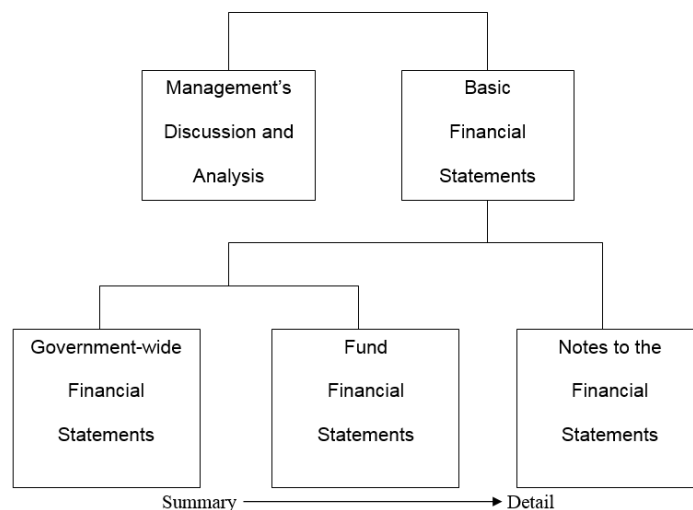 Management's
Discussion and
Analysis
Basic
Financial
Statements
Government-wide
Financial
Statements
Fund
Financial
Statements
Notes to the
Financial
Statements
Summary
Detail